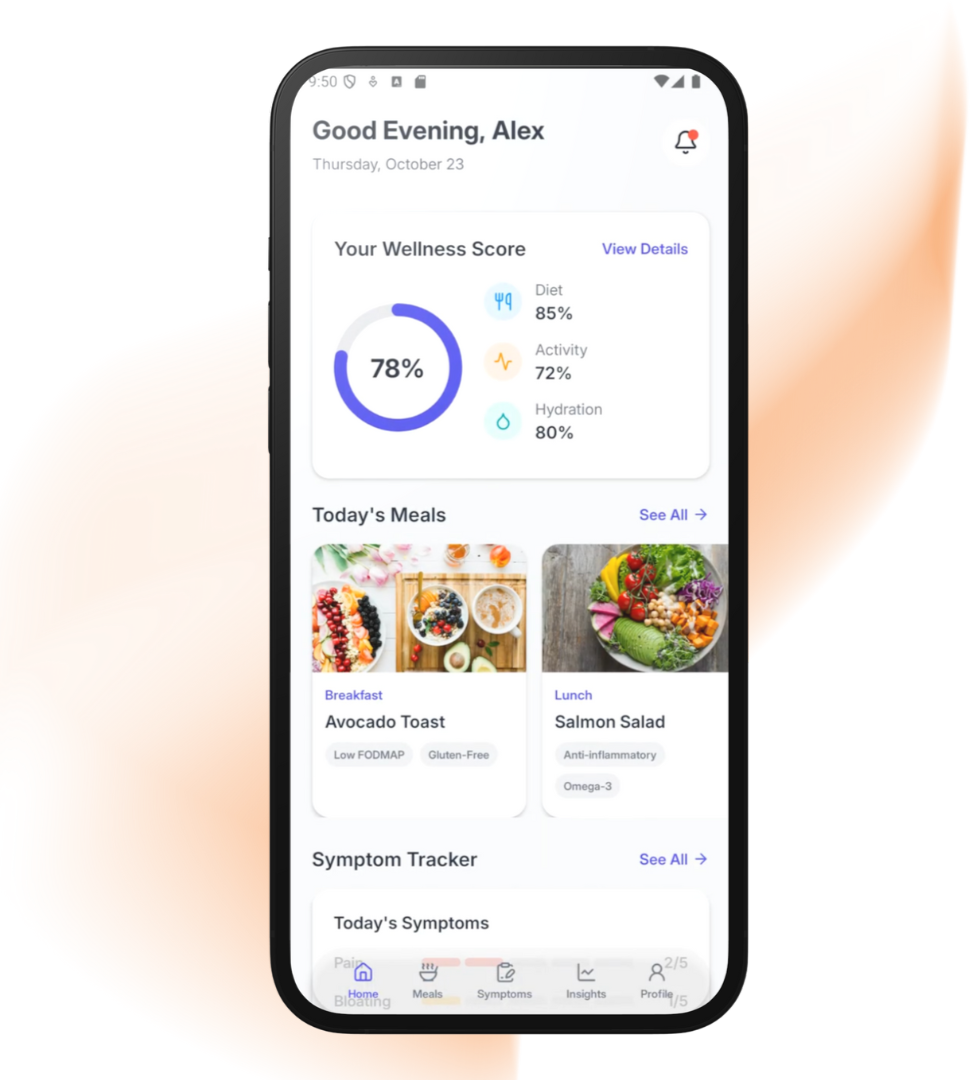 9:50
Good Evening, Alex
Thursday, October 23
Your Wellness Score
View Details
78%
Diet
85%
Activity
72%
Hydration
80%
Today's Meals
See All →
Breakfast
Avocado Toast
Low FODMAP
Gluten-Free
Lunch
Salmon Salad
Anti-inflammatory
Omega-3
Symptom Tracker
See All →
Today's Symptoms
Pain
2/5
Bloating
1/5
Home
Meals
Symptoms
Insights
Profile